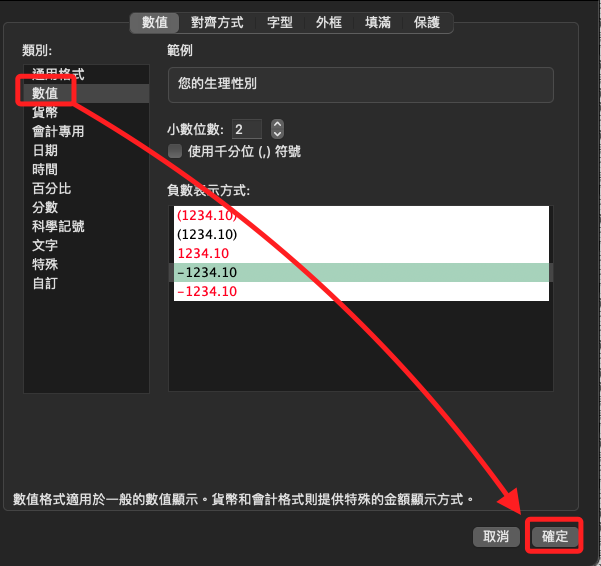 數值 對齊方式 字型 外框 填滿 保護
類別:
通用格式
數值
貨幣
會計專用
日期
時間
百分比
分數
科學記號
文字
特殊
自訂
範例
您的生理性別
小數位數: 2
使用千分位 (,) 符號
負數表示方式:
(1234.10)
(1234.10)
1234.10
-1234.10
-1234.10
數值格式適用於一般的數值顯示。貨幣和會計格式則提供特殊的金額顯示方式。
取消 確定